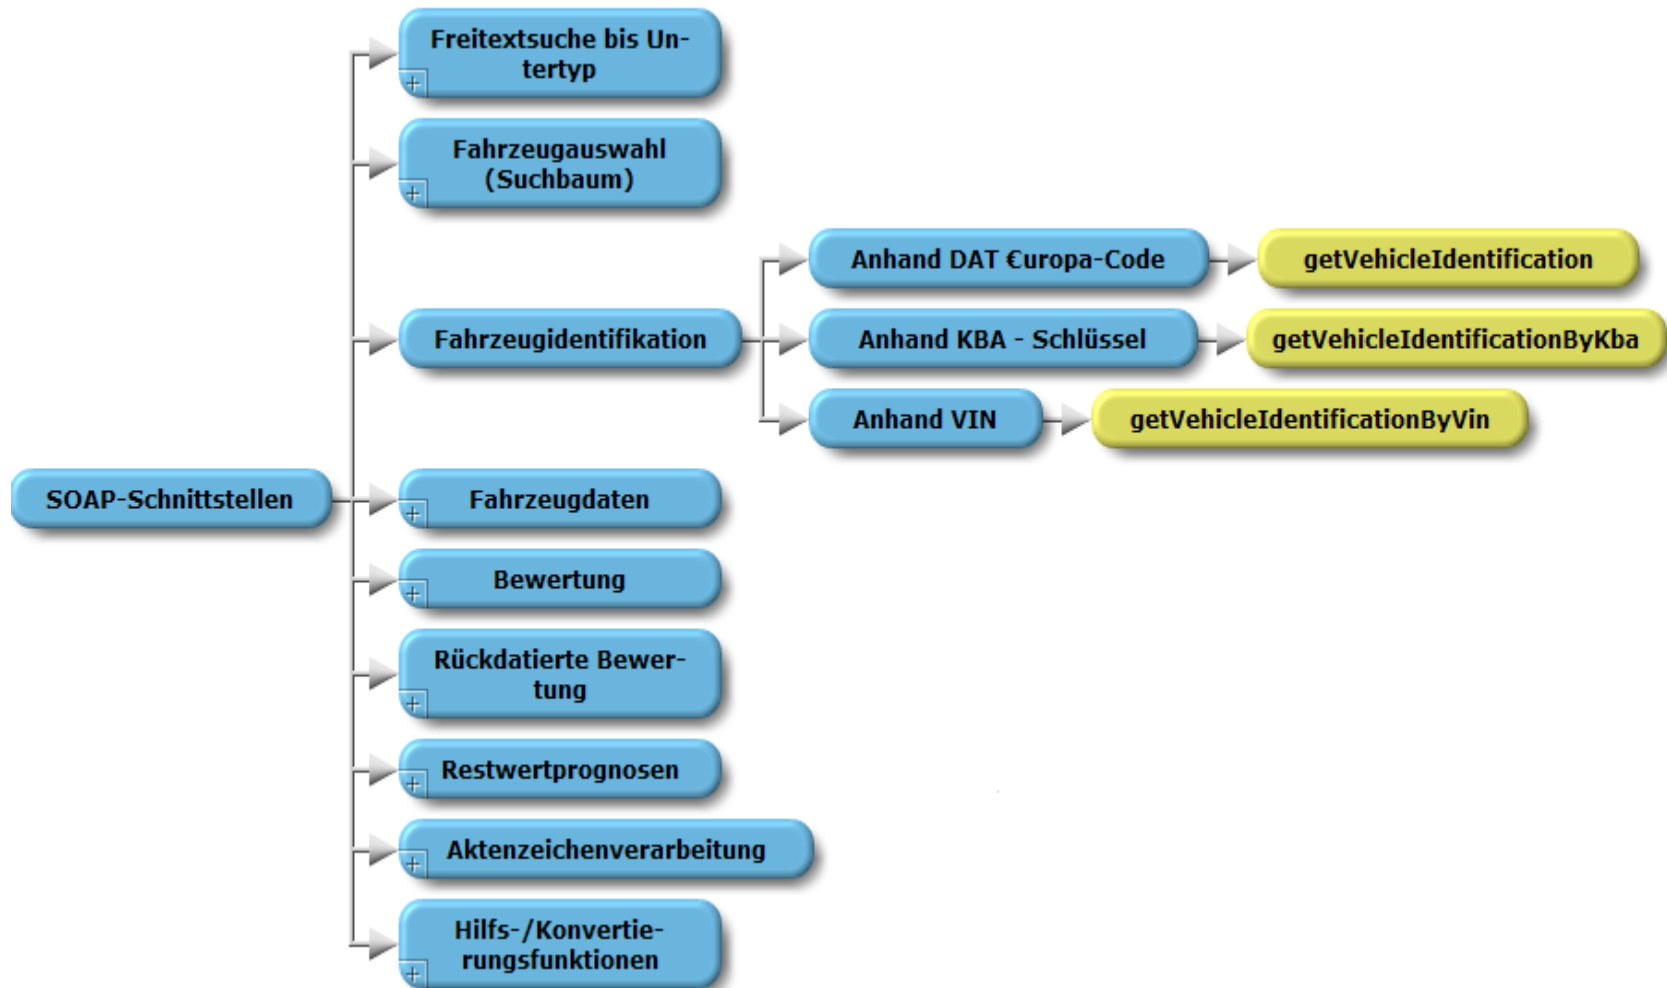 Freitextsuche bis Un-
tertyp
Fahrzeugauswahl
(Suchbaum)
Anhand DAT €uropa-Code
getVehicleIdentification
Fahrzeugidentifikation
Anhand KBA - Schlüssel
getVehicleIdentificationByKba
Anhand VIN
getVehicleIdentificationByVin
SOAP-Schnittstellen
Fahrzeugdaten
Bewertung
Rückdatierte Bewer-
tung
Restwertprognosen
Aktenzeichenverarbeitung
Hilfs-/Konvertie-
rungsfunktionen